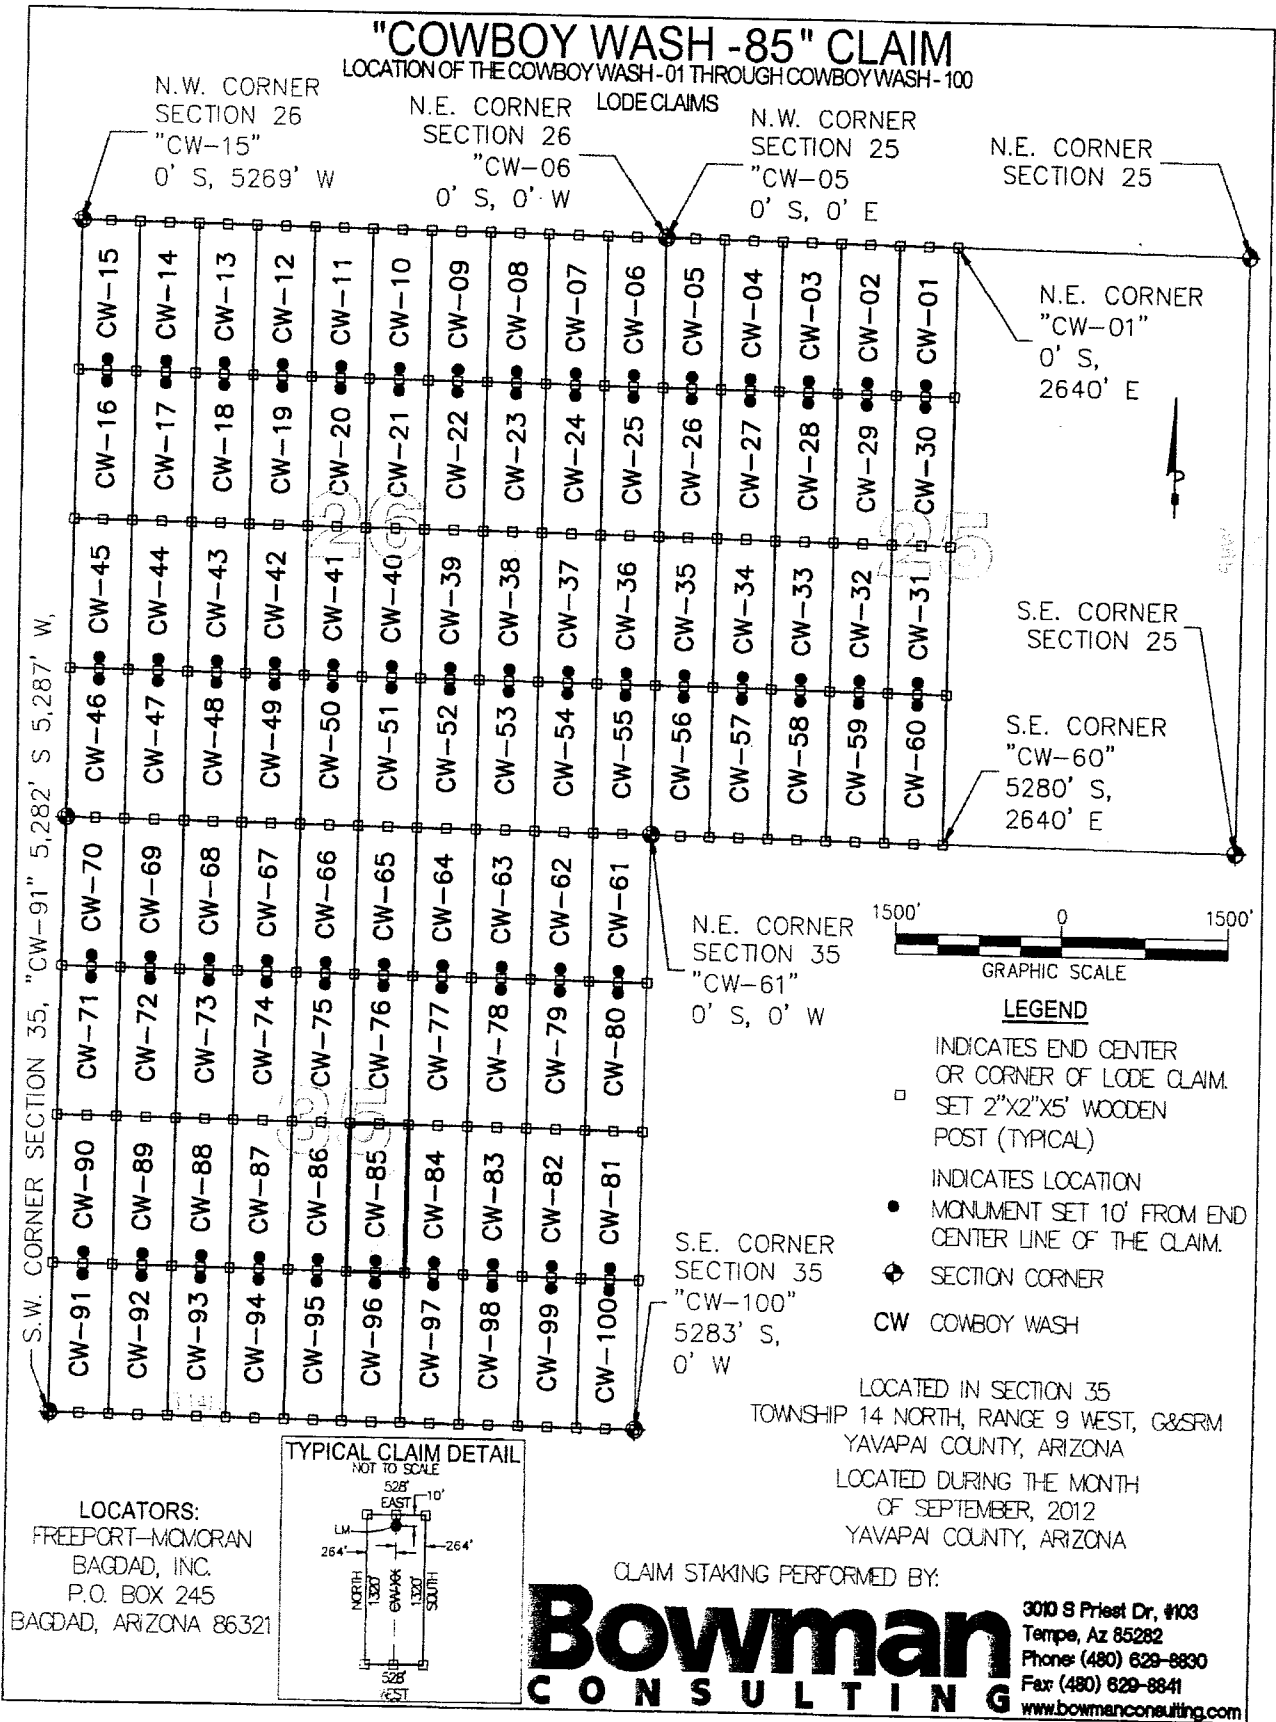 "COWBOY WASH -85" CLAIM
LOCATION OF THE COWBOY WASH - 01 THROUGH COWBOY WASH - 100
LODE CLAIMS
N.W. CORNER
SECTION 26
"CW-15"
0' S, 5269' W
N.E. CORNER
SECTION 26
"CW-06
0' S, 0' W
N.W. CORNER
SECTION 25
"CW-05
0' S, 0' E
N.E. CORNER
SECTION 25
CW-15 CW-14 CW-13 CW-12 CW-11 CW-10 CW-09 CW-08 CW-07 CW-06 CW-05 CW-04 CW-03 CW-02 CW-01
N.E. CORNER
"CW-01"
0' S,
2640' E
CW-16 CW-17 CW-18 CW-19 CW-20 CW-21 CW-22 CW-23 CW-24 CW-25 CW-26 CW-27 CW-28 CW-29 CW-30
26
25
CW-45 CW-44 CW-43 CW-42 CW-41 CW-40 CW-39 CW-38 CW-37 CW-36 CW-35 CW-34 CW-33 CW-32 CW-31
S.E. CORNER
SECTION 25
CW-46 CW-47 CW-48 CW-49 CW-50 CW-51 CW-52 CW-53 CW-54 CW-55 CW-56 CW-57 CW-58 CW-59 CW-60
S.E. CORNER
"CW-60"
5280' S,
2640' E
S.W. CORNER SECTION 35, "CW-91" 5,282' S 5,287' W,
CW-70 CW-69 CW-68 CW-67 CW-66 CW-65 CW-64 CW-63 CW-62 CW-61
N.E. CORNER
SECTION 35
"CW-61"
0' S, 0' W
CW-71 CW-72 CW-73 CW-74 CW-75 CW-76 CW-77 CW-78 CW-79 CW-80
35
CW-90 CW-89 CW-88 CW-87 CW-86 CW-85 CW-84 CW-83 CW-82 CW-81
CW-91 CW-92 CW-93 CW-94 CW-95 CW-96 CW-97 CW-98 CW-99 CW-100
S.E. CORNER
SECTION 35
"CW-100"
5283' S,
0' W
1500' 0 1500'
GRAPHIC SCALE
LEGEND
INDICATES END CENTER
OR CORNER OF LODE CLAIM.
SET 2"X2"X5' WOODEN
POST (TYPICAL)
INDICATES LOCATION
MONUMENT SET 10' FROM END
CENTER LINE OF THE CLAIM.
SECTION CORNER
CW COWBOY WASH
LOCATED IN SECTION 35
TOWNSHIP 14 NORTH, RANGE 9 WEST, G&SRM
YAVAPAI COUNTY, ARIZONA
LOCATED DURING THE MONTH
OF SEPTEMBER, 2012
YAVAPAI COUNTY, ARIZONA
TYPICAL CLAIM DETAIL
NOT TO SCALE
528'
EAST
10'
LM
264' 264'
NORTH
1320'
CW-XX
1320'
SOUTH
528'
LOCATORS:
FREEPORT-MCMORAN
BAGDAD, INC.
P.O. BOX 245
BAGDAD, ARIZONA 86321
CLAIM STAKING PERFORMED BY:
Bowman
CONSULTING
3010 S Priest Dr, #103
Tempe, Az 85282
Phone: (480) 629-8830
Fax: (480) 629-8841
www.bowmanconsulting.com